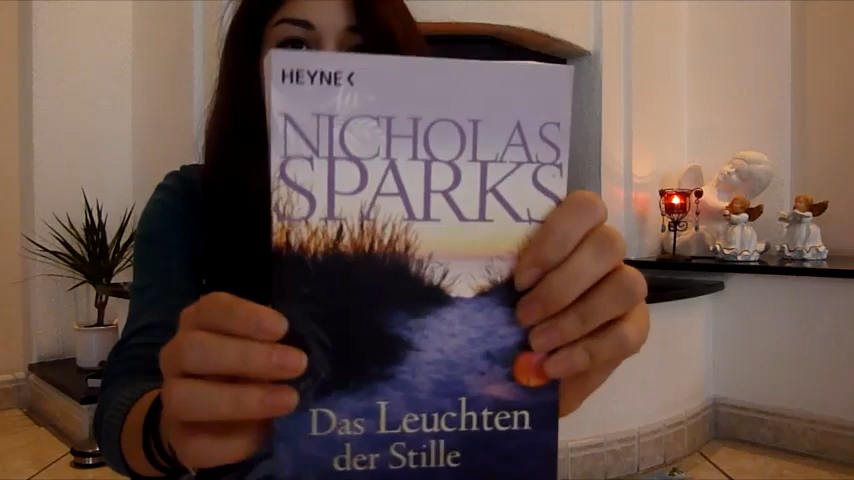 HEYNE<
NICHOLAS
SPARKS
Das Leuchten
der Stille